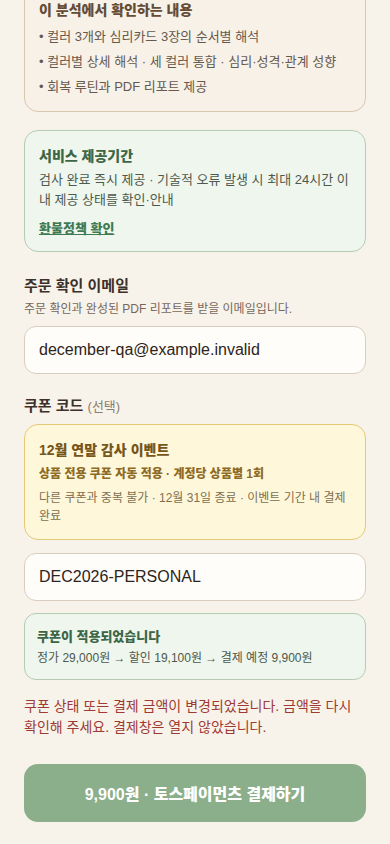 이 분석에서 확인하는 내용
• 컬러 3개와 심리카드 3장의 순서별 해석
• 컬러별 상세 해석 · 세 컬러 통합 · 심리·성격·관계 성향
• 회복 루틴과 PDF 리포트 제공
서비스 제공기간
검사 완료 즉시 제공 · 기술적 오류 발생 시 최대 24시간 이
내 제공 상태를 확인·안내
환불정책 확인
주문 확인 이메일
주문 확인과 완성된 PDF 리포트를 받을 이메일입니다.
december-qa@example.invalid
쿠폰 코드 (선택)
12월 연말 감사 이벤트
상품 전용 쿠폰 자동 적용 · 계정당 상품별 1회
다른 쿠폰과 중복 불가 · 12월 31일 종료 · 이벤트 기간 내 결제
완료
DEC2026-PERSONAL
쿠폰이 적용되었습니다
정가 29,000원 → 할인 19,100원 → 결제 예정 9,900원
쿠폰 상태 또는 결제 금액이 변경되었습니다. 금액을 다시
확인해 주세요. 결제창은 열지 않았습니다.
9,900원 · 토스페이먼츠 결제하기